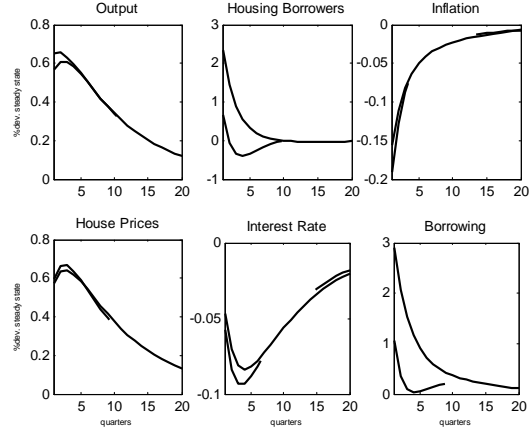 Output
Housing Borrowers
Inflation
%dev. steady state
0.8
0.6
0.4
0.2
0
5 10 15 20
3
2
1
0
-1
5 10 15 20
0
-0.05
-0.1
-0.15
-0.2
5 10 15 20
House Prices
Interest Rate
Borrowing
%dev. steady state
0.8
0.6
0.4
0.2
0
5 10 15 20
quarters
0
-0.05
-0.1
5 10 15 20
quarters
3
2
1
0
5 10 15 20
quarters